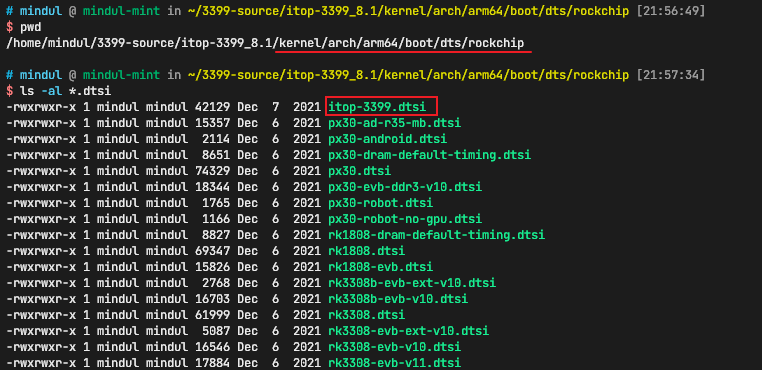 # mindul @ mindul-mint in ~/3399-source/itop-3399_8.1/kernel/arch/arm64/boot/dts/rockchip [21:56:49]
$ pwd
/home/mindul/3399-source/itop-3399_8.1/kernel/arch/arm64/boot/dts/rockchip
# mindul @ mindul-mint in ~/3399-source/itop-3399_8.1/kernel/arch/arm64/boot/dts/rockchip [21:57:34]
$ ls -al *.dtsi
-rwxrwxr-x 1 mindul mindul 42129 Dec  7  2021 itop-3399.dtsi
-rwxrwxr-x 1 mindul mindul 15357 Dec  6  2021 px30-ad-r35-mb.dtsi
-rwxrwxr-x 1 mindul mindul  2114 Dec  6  2021 px30-android.dtsi
-rwxrwxr-x 1 mindul mindul  8651 Dec  6  2021 px30-dram-default-timing.dtsi
-rwxrwxr-x 1 mindul mindul 74329 Dec  6  2021 px30.dtsi
-rwxrwxr-x 1 mindul mindul 18344 Dec  6  2021 px30-evb-ddr3-v10.dtsi
-rwxrwxr-x 1 mindul mindul  1765 Dec  6  2021 px30-robot.dtsi
-rwxrwxr-x 1 mindul mindul  1166 Dec  6  2021 px30-robot-no-gpu.dtsi
-rwxrwxr-x 1 mindul mindul  8827 Dec  6  2021 rk1808-dram-default-timing.dtsi
-rwxrwxr-x 1 mindul mindul 69347 Dec  6  2021 rk1808.dtsi
-rwxrwxr-x 1 mindul mindul 15826 Dec  6  2021 rk1808-evb.dtsi
-rwxrwxr-x 1 mindul mindul  2768 Dec  6  2021 rk3308b-evb-ext-v10.dtsi
-rwxrwxr-x 1 mindul mindul 16703 Dec  6  2021 rk3308b-evb-v10.dtsi
-rwxrwxr-x 1 mindul mindul 61999 Dec  6  2021 rk3308.dtsi
-rwxrwxr-x 1 mindul mindul  5087 Dec  6  2021 rk3308-evb-ext-v10.dtsi
-rwxrwxr-x 1 mindul mindul 16546 Dec  6  2021 rk3308-evb-v10.dtsi
-rwxrwxr-x 1 mindul mindul 17884 Dec  6  2021 rk3308-evb-v11.dtsi